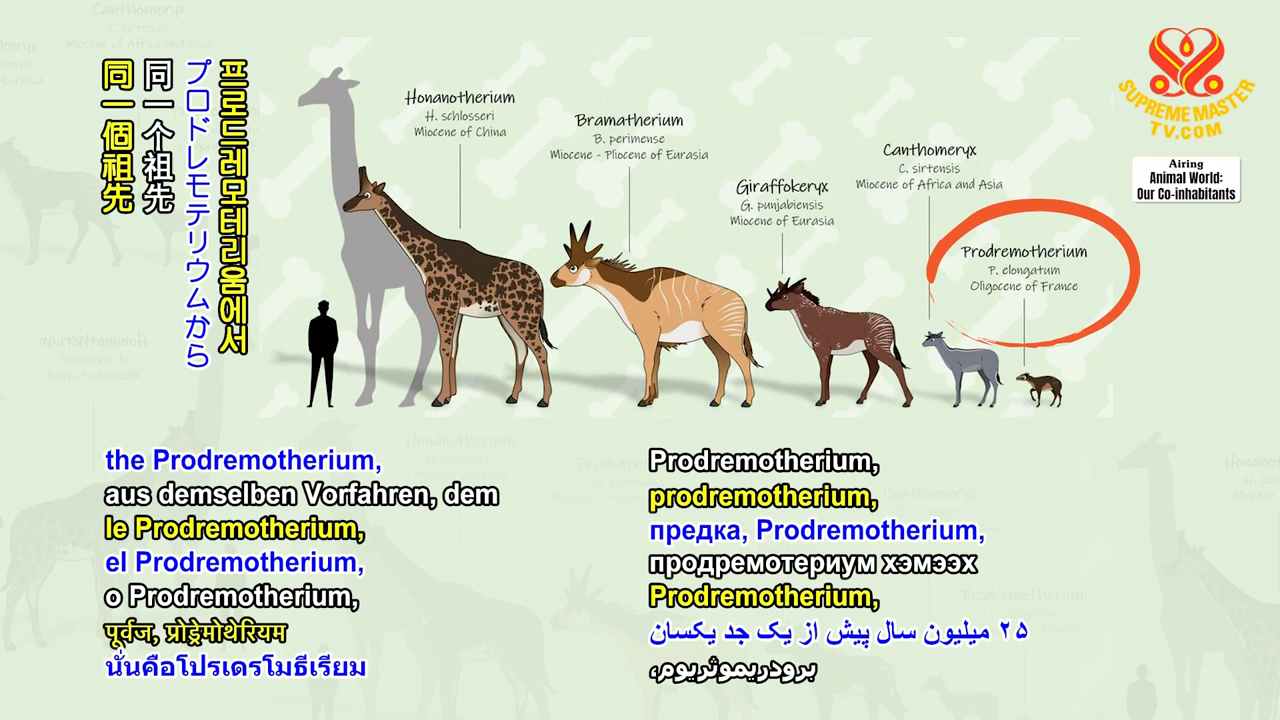 同一個祖先
同一个祖先
プロドレモテリウムから
프로드레모테리움에서
Honanotherium
H. schlosseri
Miocene of China
Bramatherium
B. perimense
Miocene - Pliocene of Eurasia
Giraffokeryx
G. punjabiensis
Miocene of Eurasia
Canthomeryx
C. sirtensis
Miocene of Africa and Asia
Prodremotherium
P. elongatum
Oligocene of France
SUPREME MASTER
TV.COM
Airing
Animal World:
Our Co-inhabitants
the Prodremotherium,
aus demselben Vorfahren, dem
le Prodremotherium,
el Prodremotherium,
o Prodremotherium,
पूर्वज, प्रोड्रेमोथेरियम
นั่นคือโปรเดรโมธีเรียม
Prodremotherium,
prodremotherium,
предка, Prodremotherium,
продремотериум хэмээх
Prodremotherium,
۲۵ میلیون سال پیش از یک جد یکسان
برودريموثريوم،